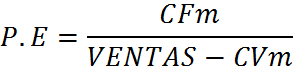 P.E = CFm / VENTAS − CVm